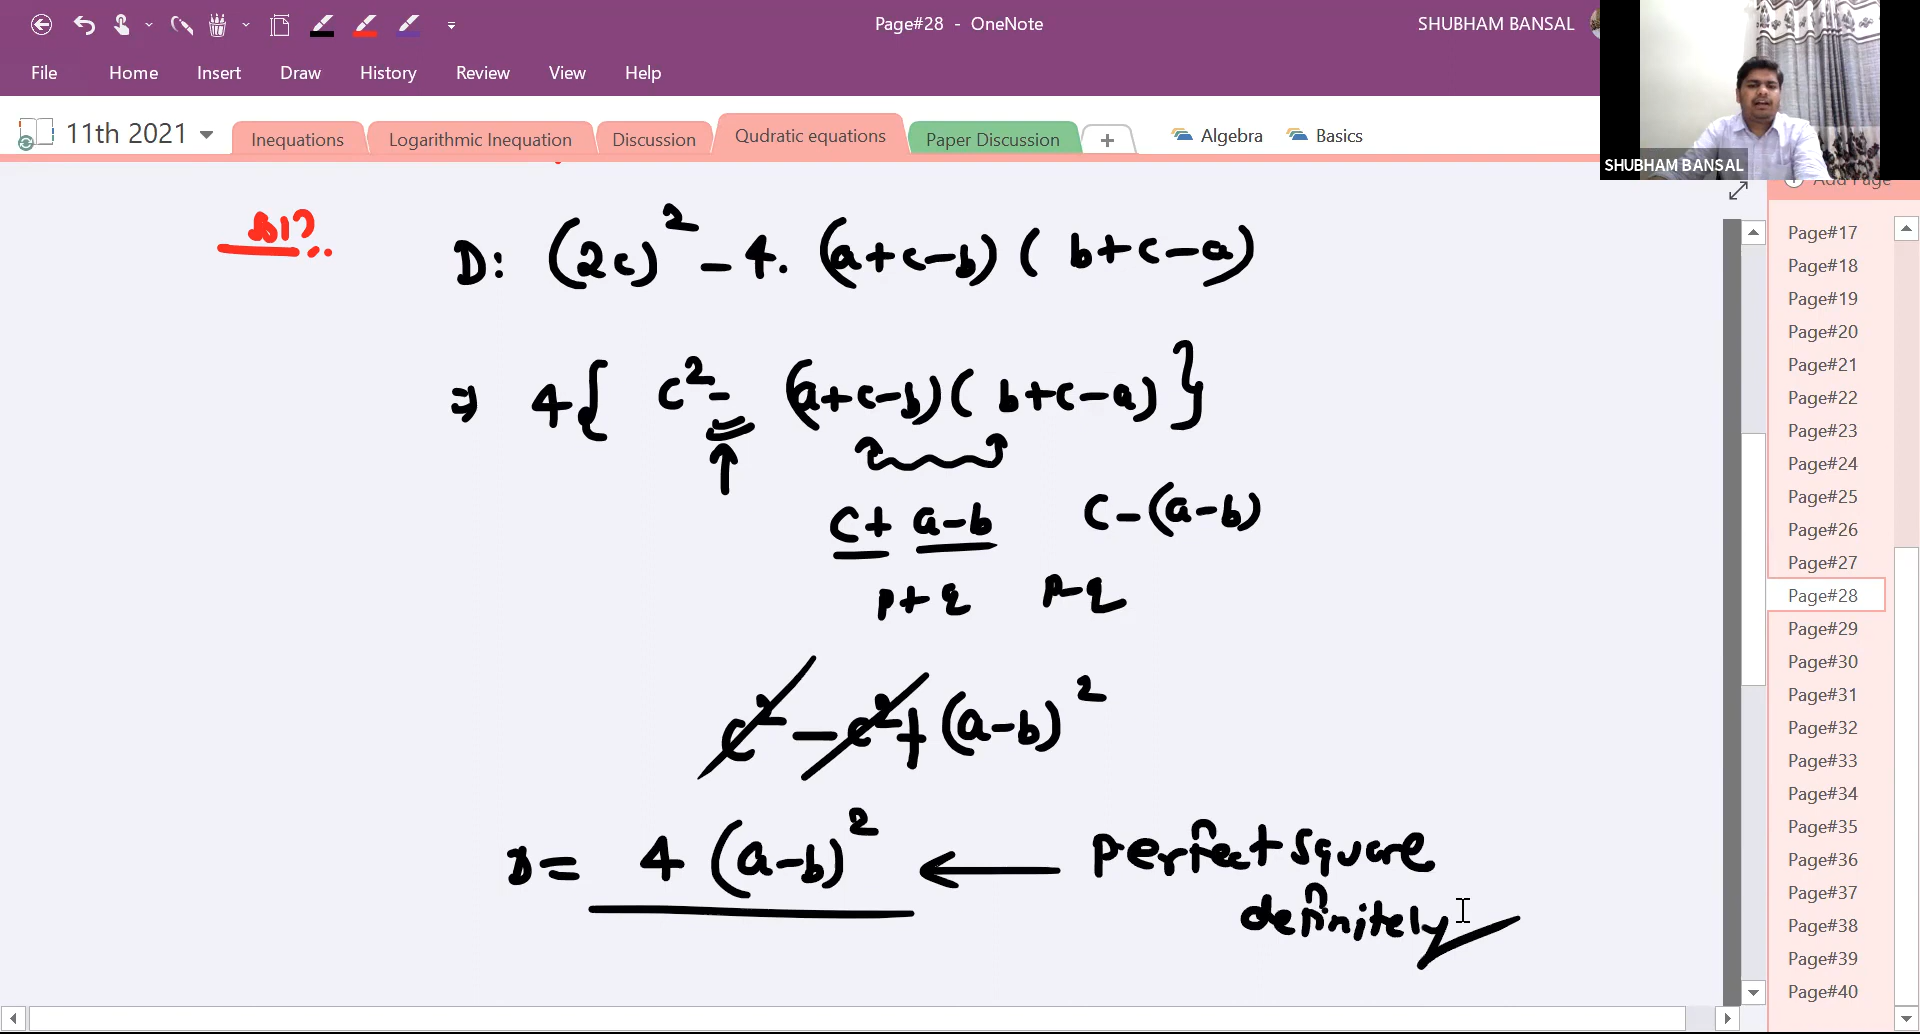 Page#28 - OneNote
SHUBHAM BANSAL
File Home Insert Draw History Review View Help
11th 2021
Inequations
Logarithmic Inequation
Discussion
Qudratic equations
Paper Discussion
+
Algebra
Basics
SHUBHAM BANSAL
Add Page
D: (2c)² - 4. (a+c-b) (b+c-a)
⇒ 4{ c² - (a+c-b) (b+c-a) }
c + a-b c - (a-b)
p+q p-q
c² - c² + (a-b)²
D = 4 (a-b)² ← perfect square
definitely
Page#17
Page#18
Page#19
Page#20
Page#21
Page#22
Page#23
Page#24
Page#25
Page#26
Page#27
Page#28
Page#29
Page#30
Page#31
Page#32
Page#33
Page#34
Page#35
Page#36
Page#37
Page#38
Page#39
Page#40